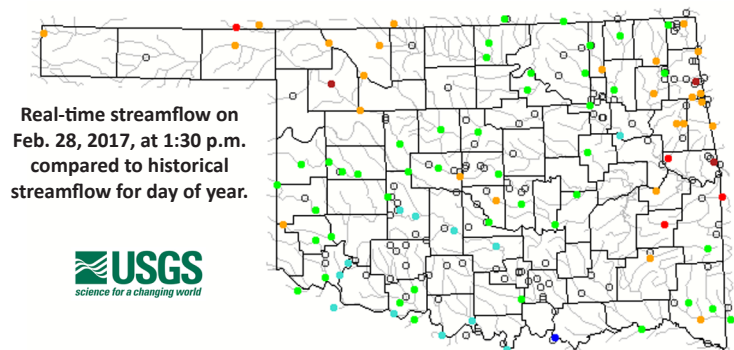 Real-time streamflow on
Feb. 28, 2017, at 1:30 p.m.
compared to historical
streamflow for day of year.
USGS
science for a changing world